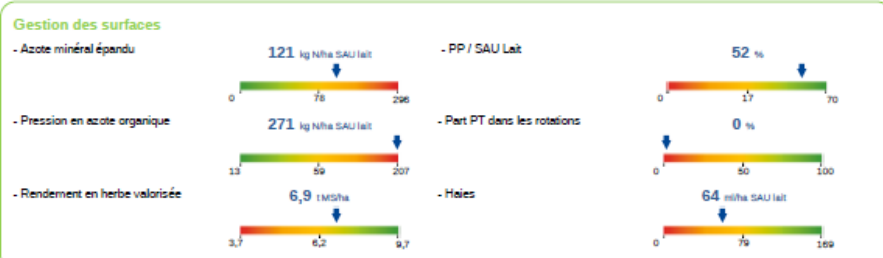 Gestion des surfaces
- Azote minéral épandu
121 kg N/ha SAU lait
0 78 296
- PP / SAU Lait
52 %
0 17 70
- Pression en azote organique
271 kg N/ha SAU lait
13 59 207
- Part PT dans les rotations
0 %
0 50 100
- Rendement en herbe valorisée
6,9 t MS/ha
3,7 6,2 9,7
- Haies
64 ml/ha SAU lait
0 79 169